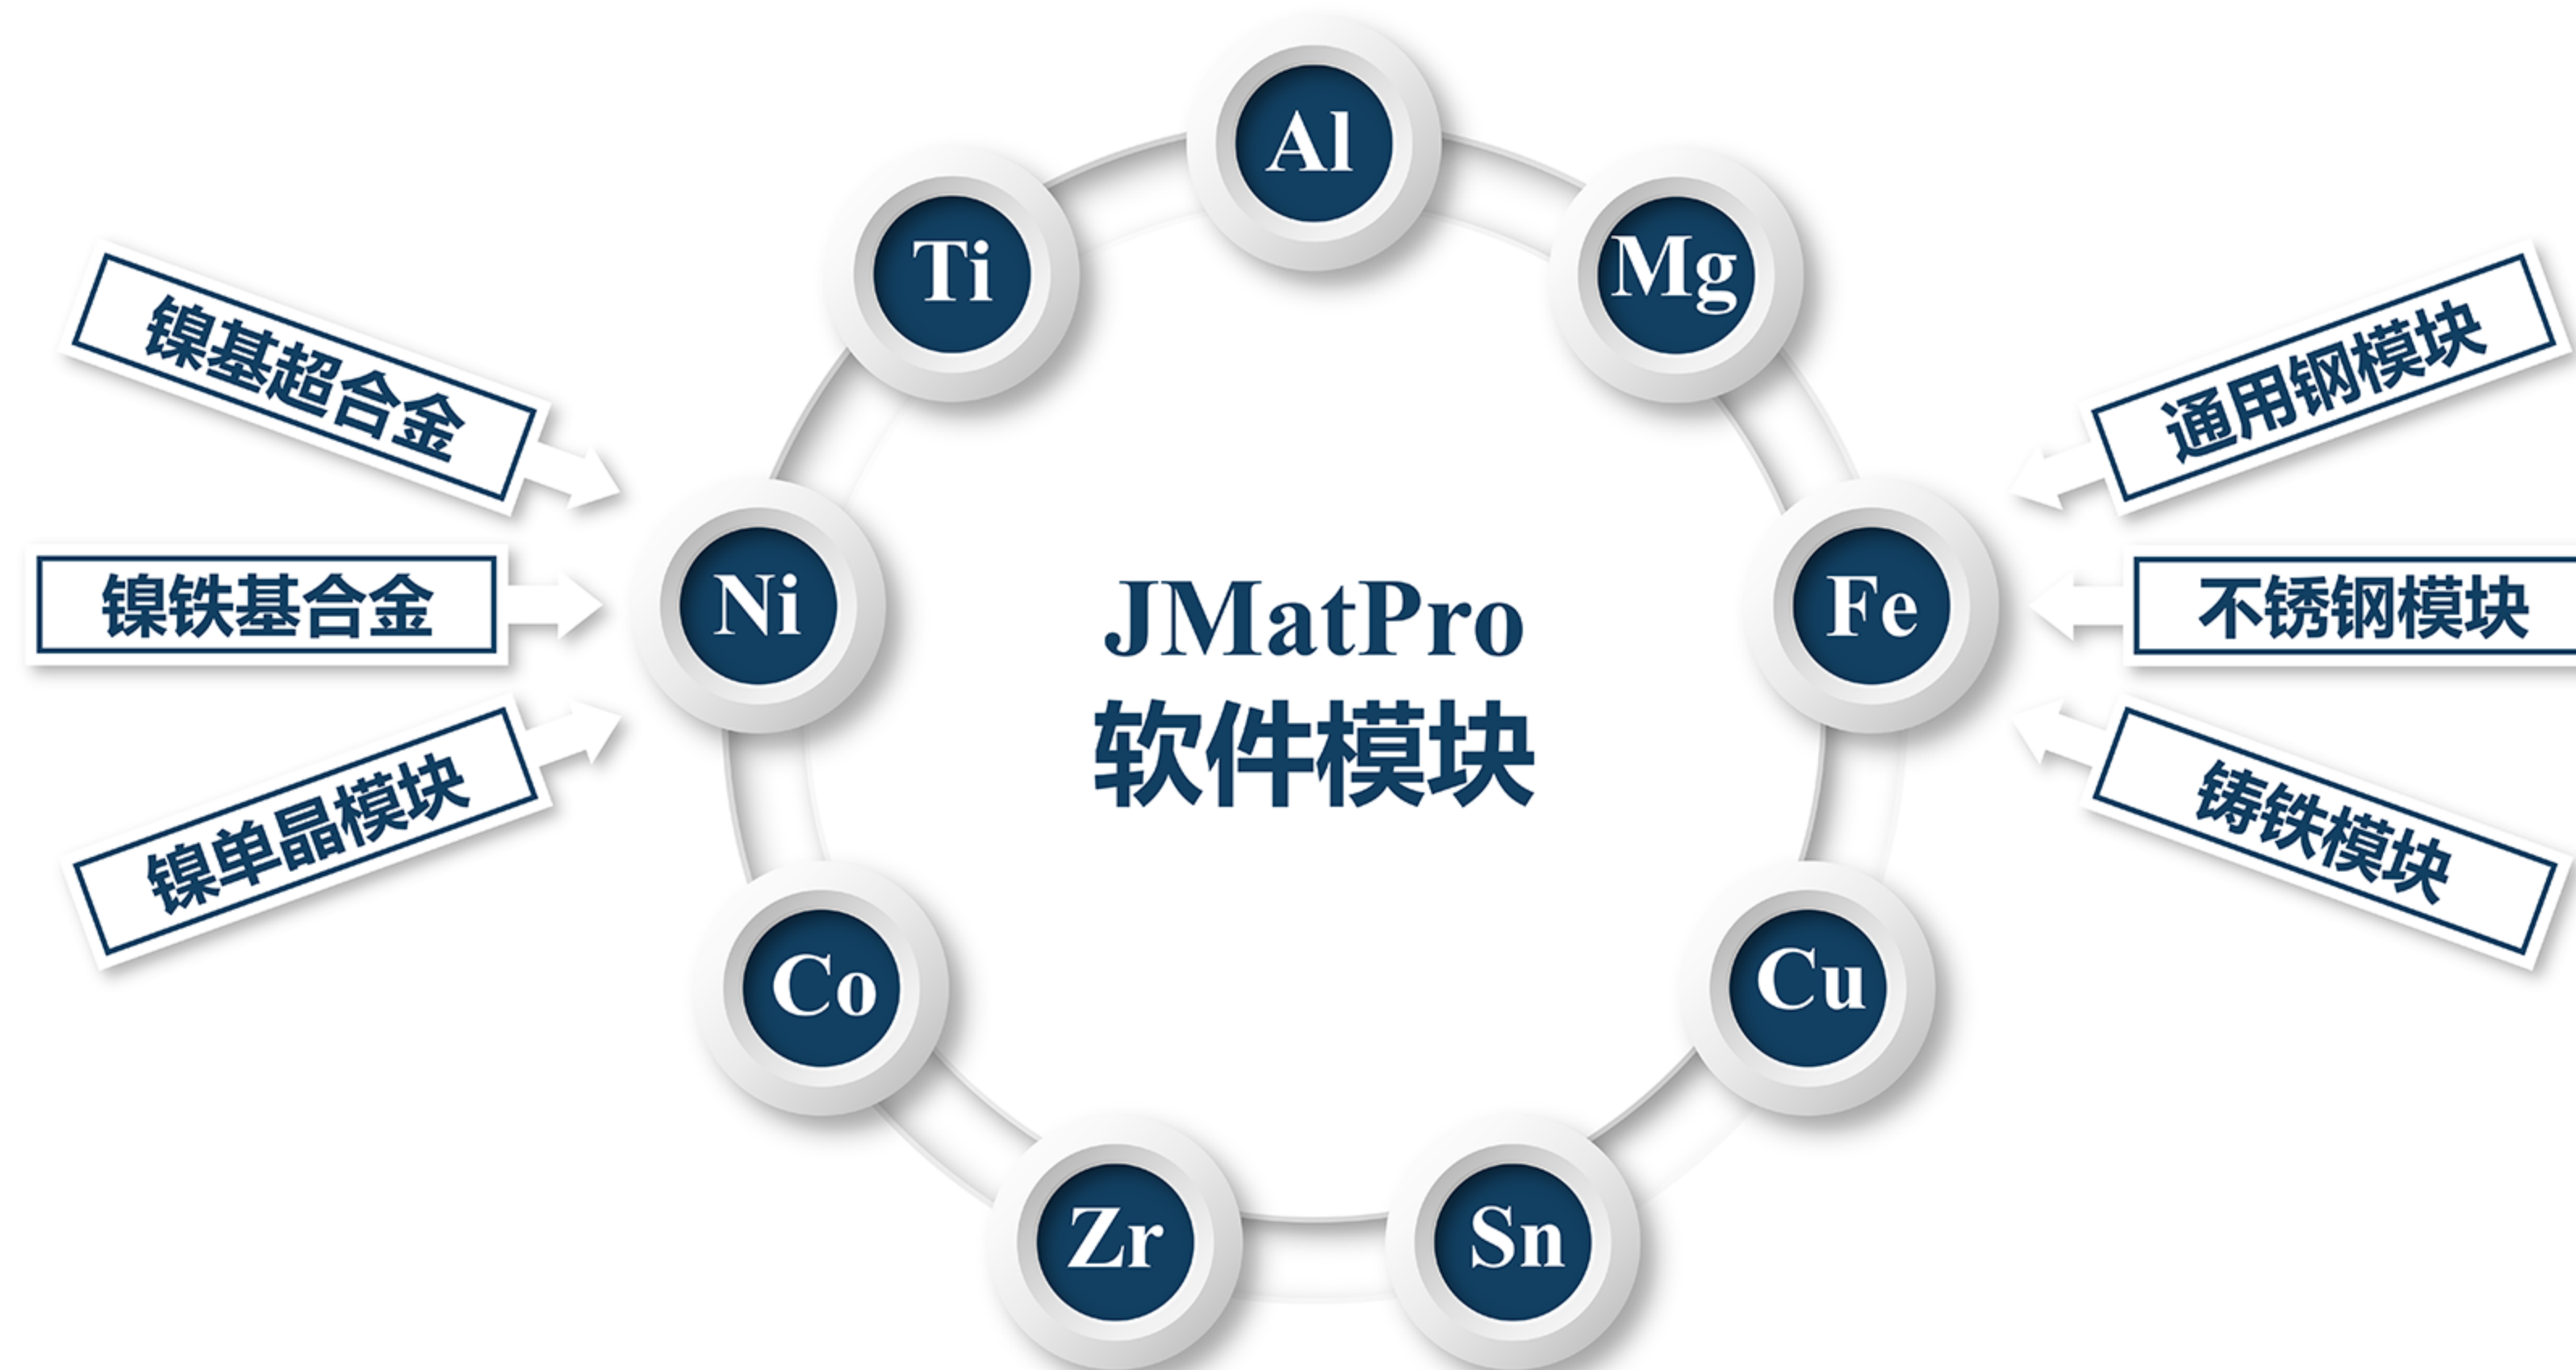 Al
Ti
Mg
镍基超合金
通用钢模块
镍铁基合金
Ni
JMatPro
软件模块
Fe
不锈钢模块
镍单晶模块
铸铁模块
Co
Cu
Zr
Sn